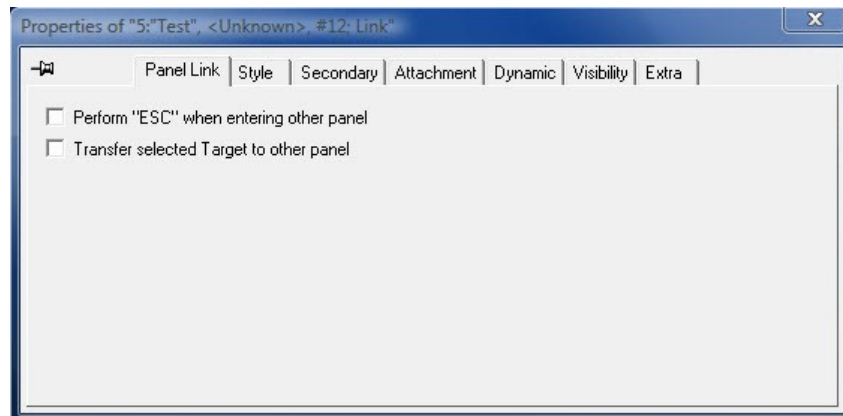 Properties of "5:"Test", <Unknown>, #12; Link"
Panel Link Style Secondary Attachment Dynamic Visibility Extra
Perform "ESC" when entering other panel
Transfer selected Target to other panel